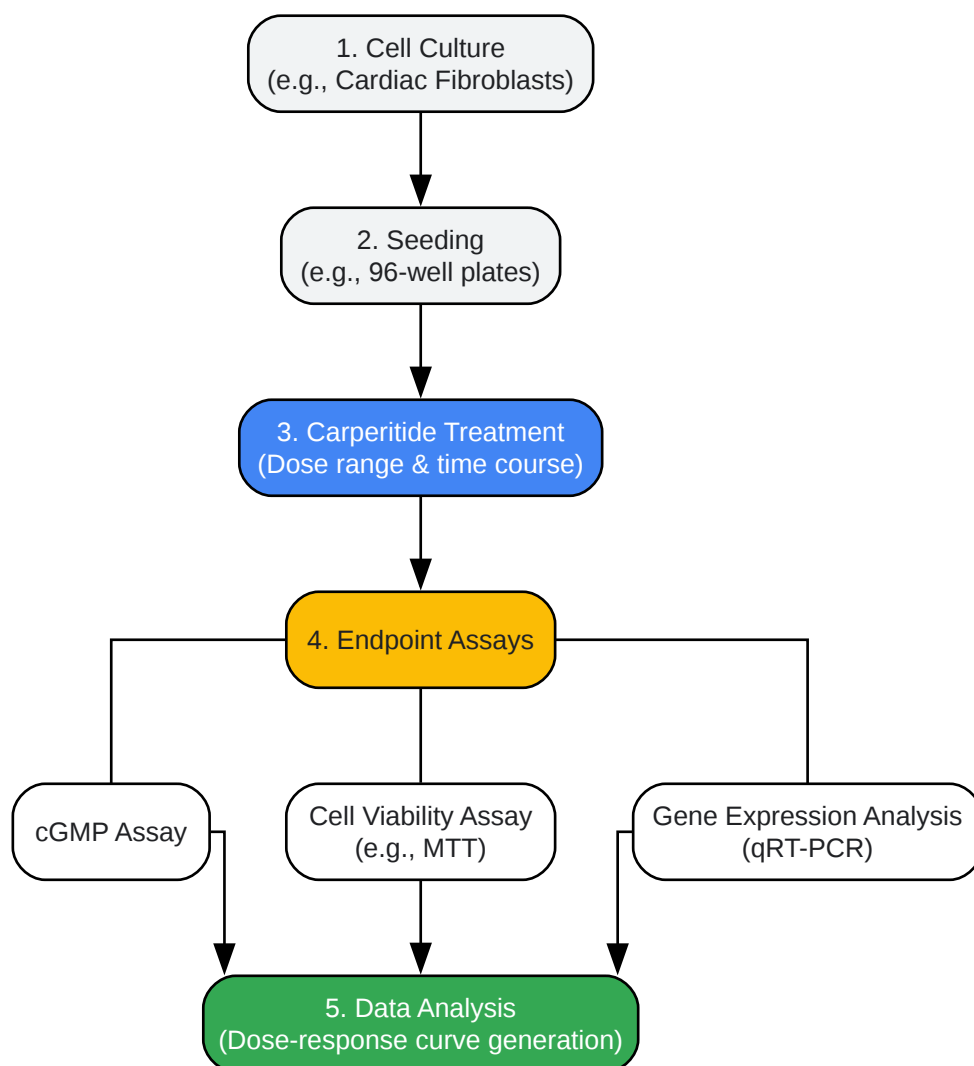 1. Cell Culture
(e.g., Cardiac Fibroblasts)
2. Seeding
(e.g., 96-well plates)
3. Carperitide Treatment
(Dose range & time course)
4. Endpoint Assays
cGMP Assay
Cell Viability Assay
(e.g., MTT)
Gene Expression Analysis
(qRT-PCR)
5. Data Analysis
(Dose-response curve generation)